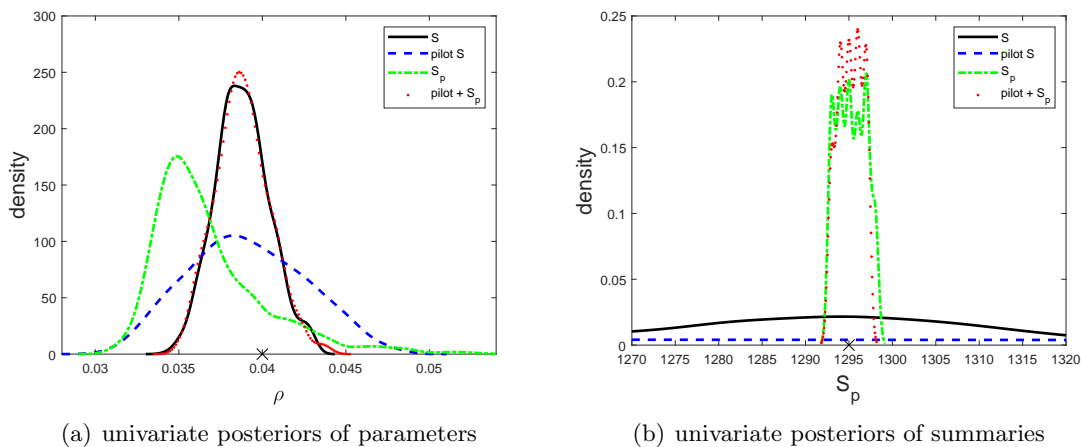 300
250
200
150
100
50
0
density
0.03
0.035
0.04
0.045
0.05
ρ
S
pilot S
S_p
pilot + S_p
(a) univariate posteriors of parameters
0.25
0.2
0.15
0.1
0.05
0
density
1270
1275
1280
1285
1290
1295
1300
1305
1310
1315
1320
S_p
S
pilot S
S_p
pilot + S_p
(b) univariate posteriors of summaries